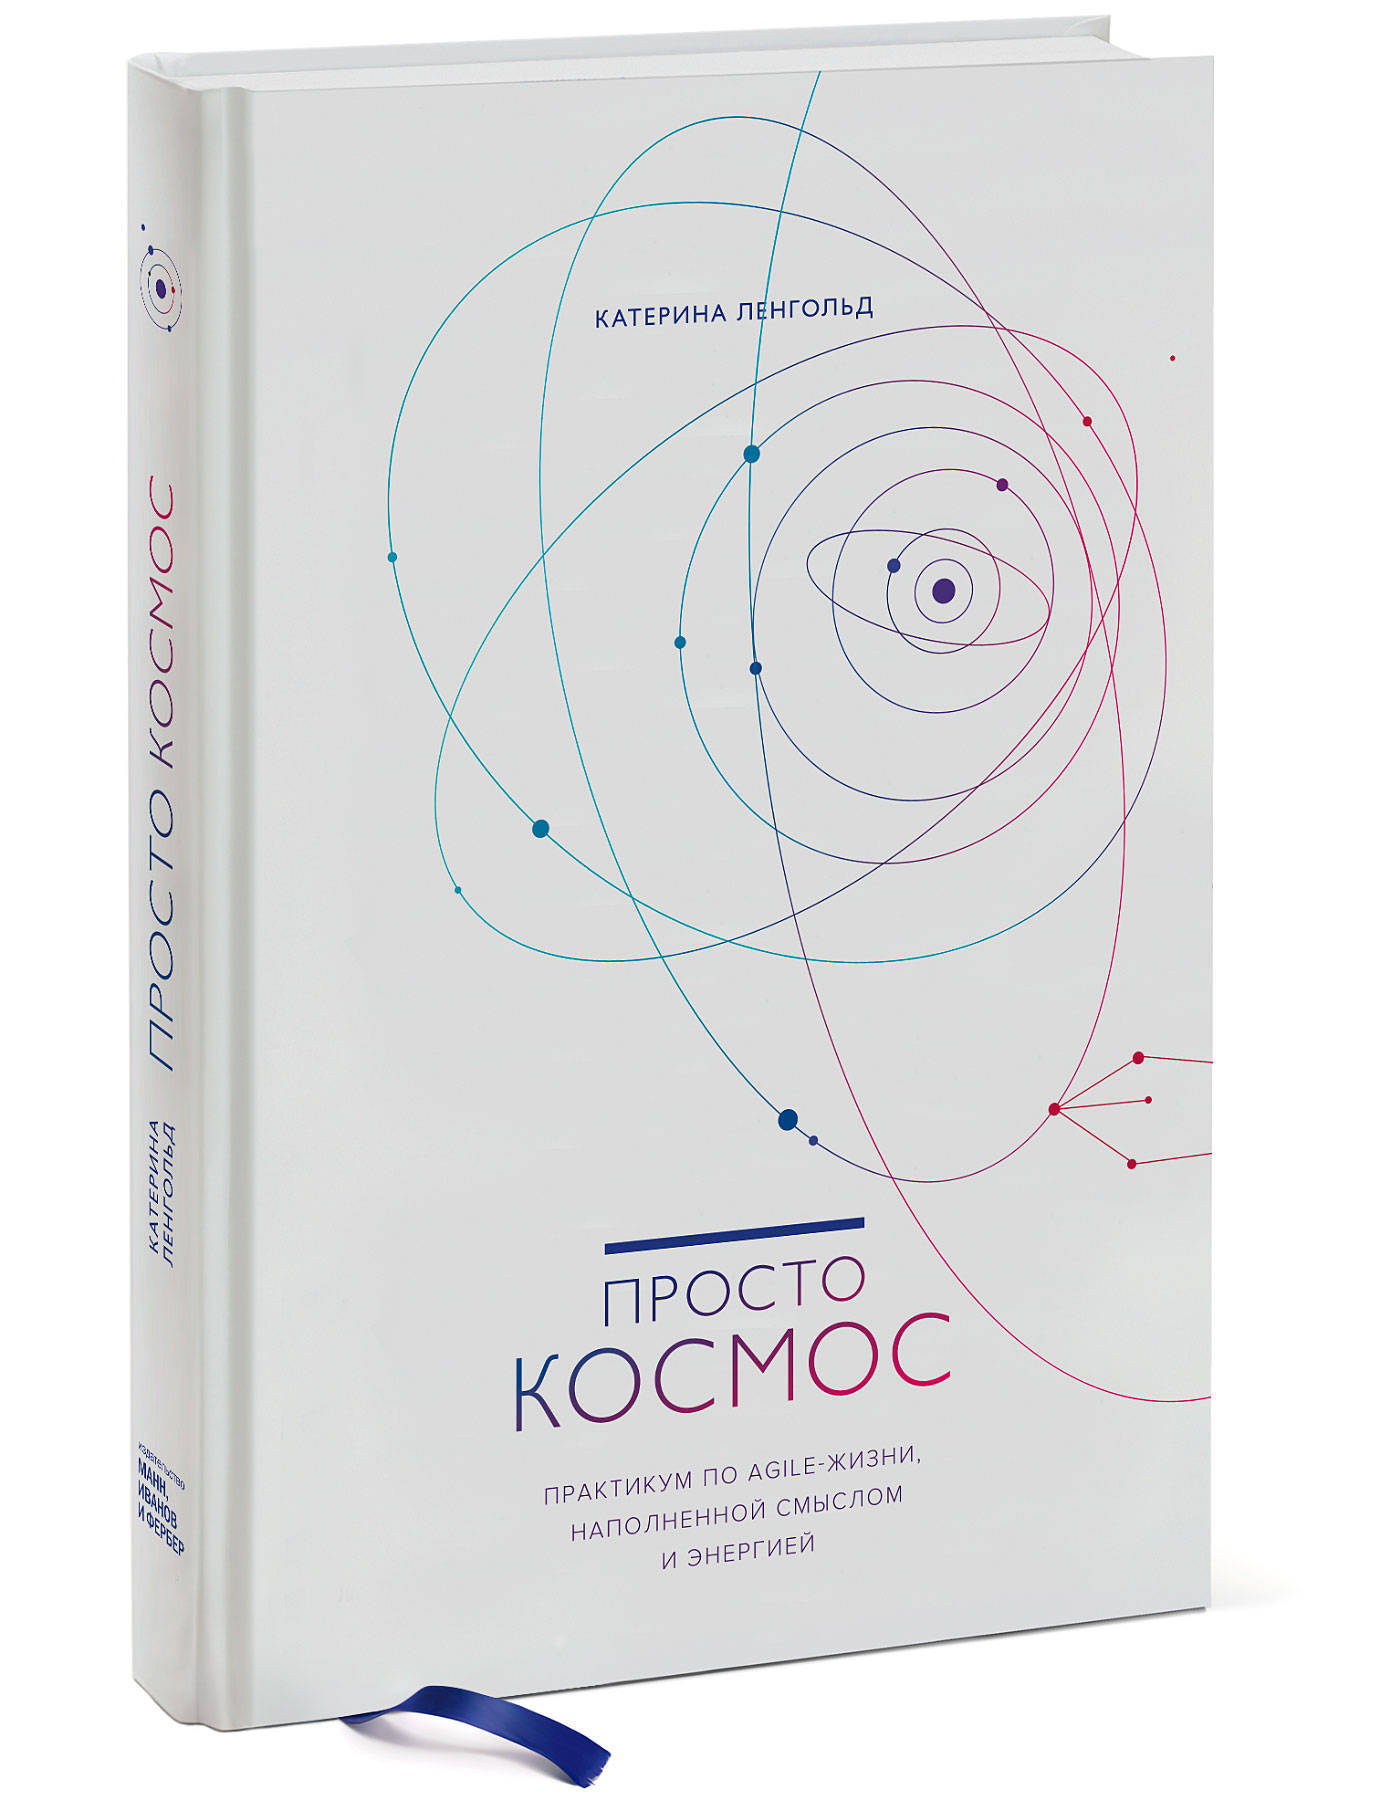 КАТЕРИНА ЛЕНГОЛЬД
ПРОСТО
КОСМОС
ПРАКТИКУМ ПО AGILE-ЖИЗНИ,
НАПОЛНЕННОЙ СМЫСЛОМ
И ЭНЕРГИЕЙ
ПРОСТО КОСМОС
КАТЕРИНА
ЛЕНГОЛЬД
издательство
МАНН,
ИВАНОВ
И ФЕРБЕР